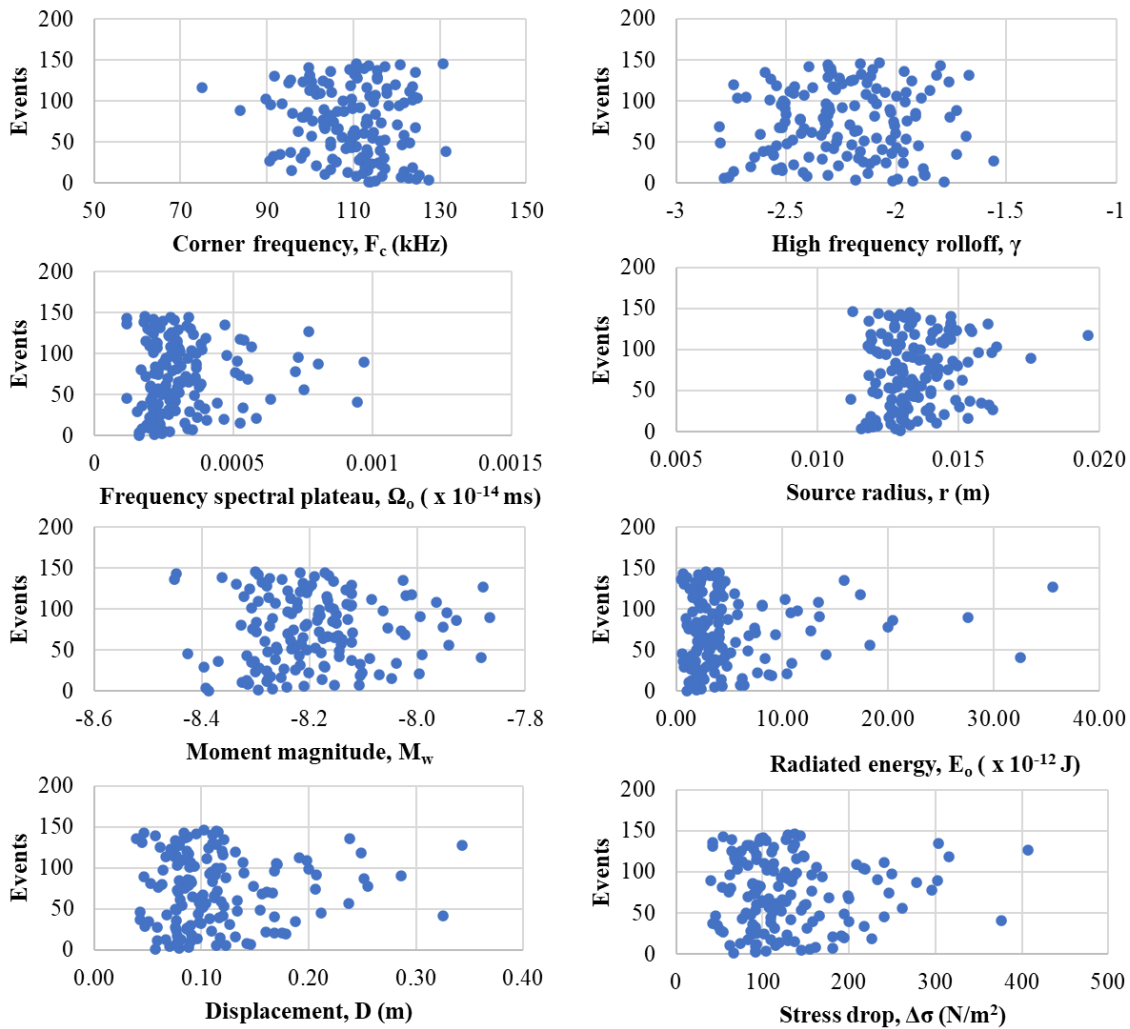 200
150
100
50
0
Events
50 70 90 110 130 150
Corner frequency, Fc (kHz)
200
150
100
50
0
Events
-3 -2.5 -2 -1.5 -1
High frequency rolloff, γ
200
150
100
50
0
Events
0 0.0005 0.001 0.0015
Frequency spectral plateau, Ωo ( x 10-14 ms)
200
150
100
50
0
Events
0.005 0.010 0.015 0.020
Source radius, r (m)
200
150
100
50
0
Events
-8.6 -8.4 -8.2 -8.0 -7.8
Moment magnitude, Mw
200
150
100
50
0
Events
0.00 10.00 20.00 30.00 40.00
Radiated energy, Eo ( x 10-12 J)
200
150
100
50
0
Events
0.00 0.10 0.20 0.30 0.40
Displacement, D (m)
200
150
100
50
0
Events
0 100 200 300 400 500
Stress drop, Δσ (N/m2)